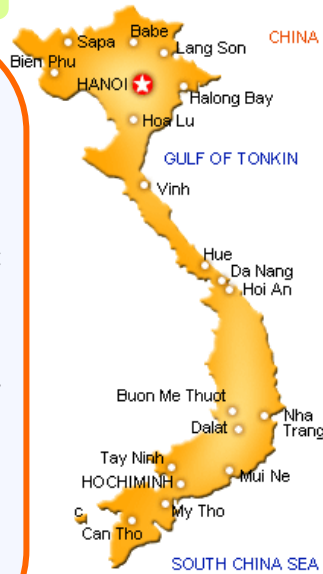 Babe
Sapa
CHINA
Lang Son
Biên Phu
HANOI
Halong Bay
Hoa Lu
GULF OF TONKIN
Vinh
Hue
Da Nang
Hoi An
Buon Me Thuot
Nha
Trang
Dalat
Tay Ninh
Mui Ne
HOCHIMINH
My Tho
Can Tho
SOUTH CHINA SEA